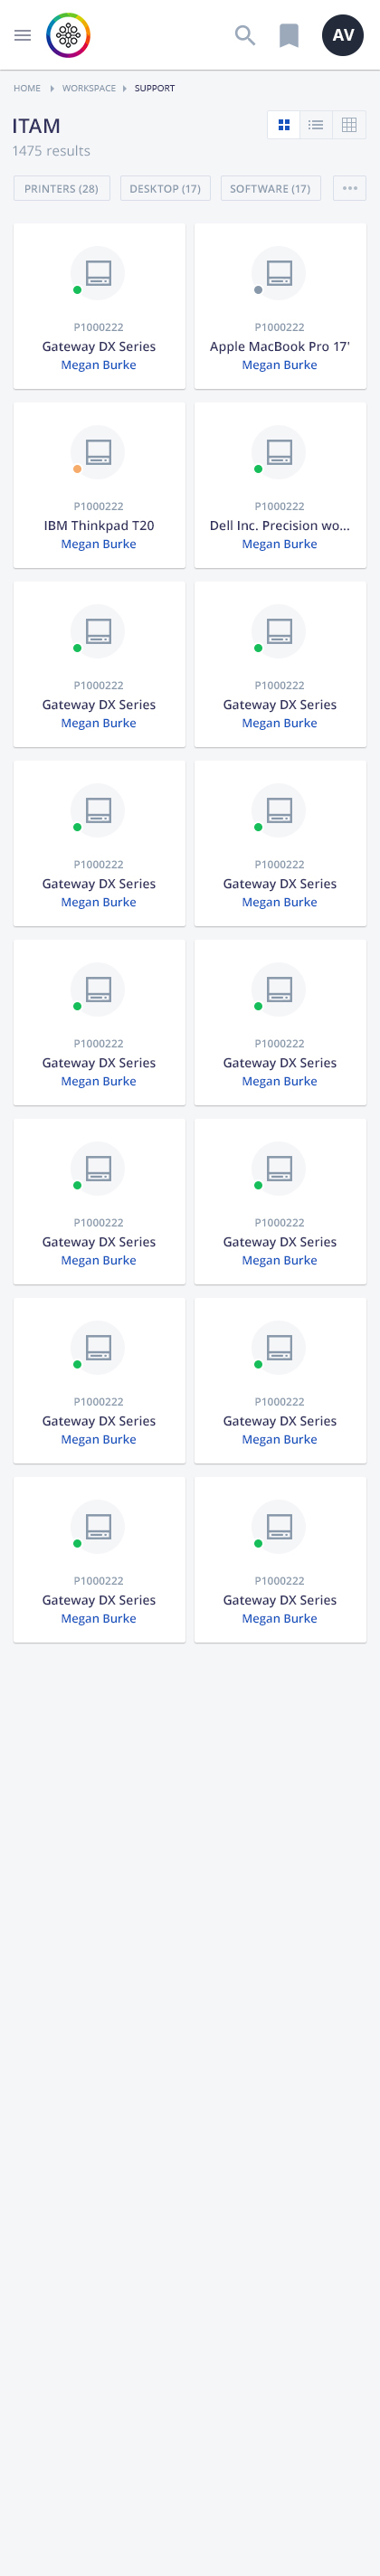 AV
HOME WORKSPACE SUPPORT
ITAM
1475 results
PRINTERS (28) DESKTOP (17) SOFTWARE (17)
P1000222 P1000222
Gateway DX Series Apple MacBook Pro 17'
Megan Burke Megan Burke
P1000222 P1000222
IBM Thinkpad T20 Dell Inc. Precision wo...
Megan Burke Megan Burke
P1000222 P1000222
Gateway DX Series Gateway DX Series
Megan Burke Megan Burke
P1000222 P1000222
Gateway DX Series Gateway DX Series
Megan Burke Megan Burke
P1000222 P1000222
Gateway DX Series Gateway DX Series
Megan Burke Megan Burke
P1000222 P1000222
Gateway DX Series Gateway DX Series
Megan Burke Megan Burke
P1000222 P1000222
Gateway DX Series Gateway DX Series
Megan Burke Megan Burke
P1000222 P1000222
Gateway DX Series Gateway DX Series
Megan Burke Megan Burke